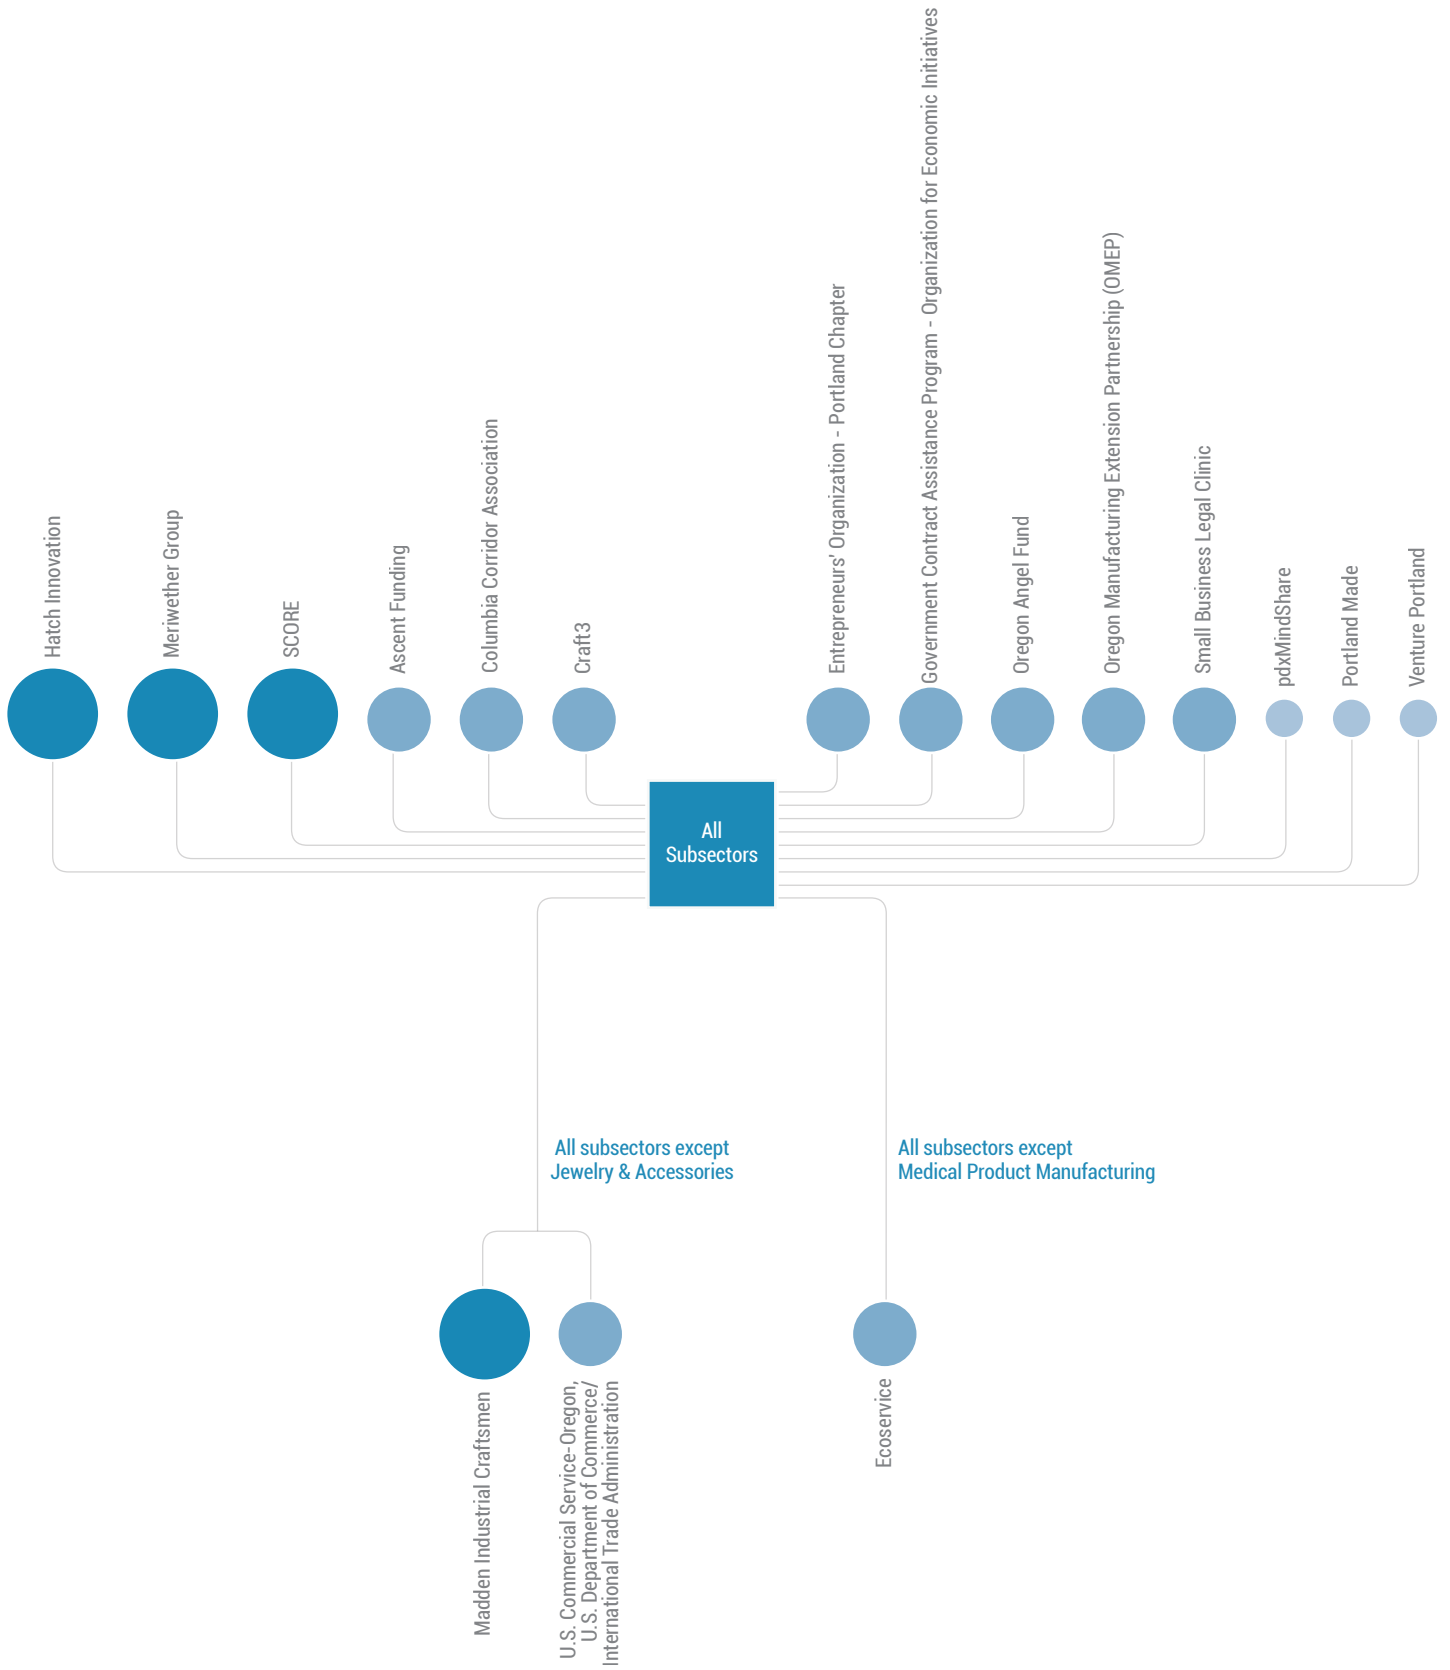 Hatch Innovation
Meriwether Group
SCORE
Ascent Funding
Columbia Corridor Association
Craft3
Entrepreneurs' Organization - Portland Chapter
Government Contract Assistance Program - Organization for Economic Initiatives
Oregon Angel Fund
Oregon Manufacturing Extension Partnership (OMEP)
Small Business Legal Clinic
pdxMindShare
Portland Made
Venture Portland
All
Subsectors
All subsectors except
Jewelry & Accessories
All subsectors except
Medical Product Manufacturing
Madden Industrial Craftsmen
U.S. Commercial Service-Oregon,
U.S. Department of Commerce/
International Trade Administration
Ecoservice